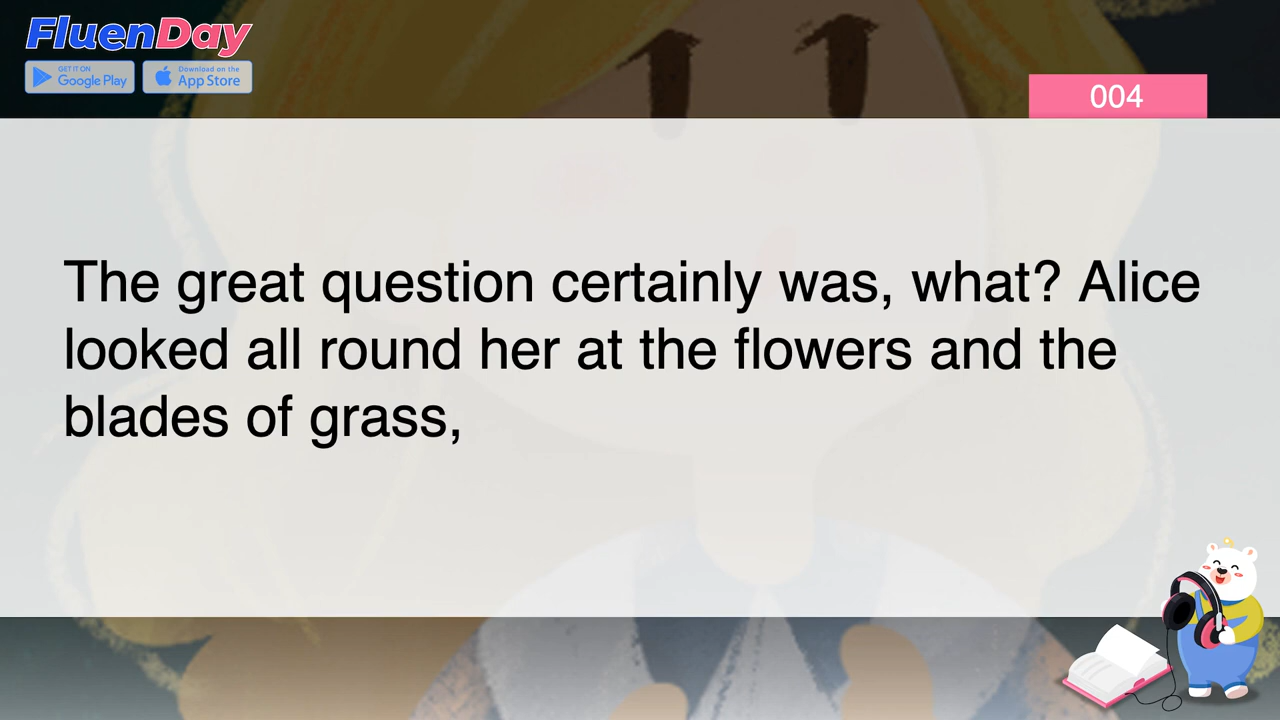 FluenDay
GET IT ON
Google Play
Download on the
App Store
004
The great question certainly was, what? Alice
looked all round her at the flowers and the
blades of grass,